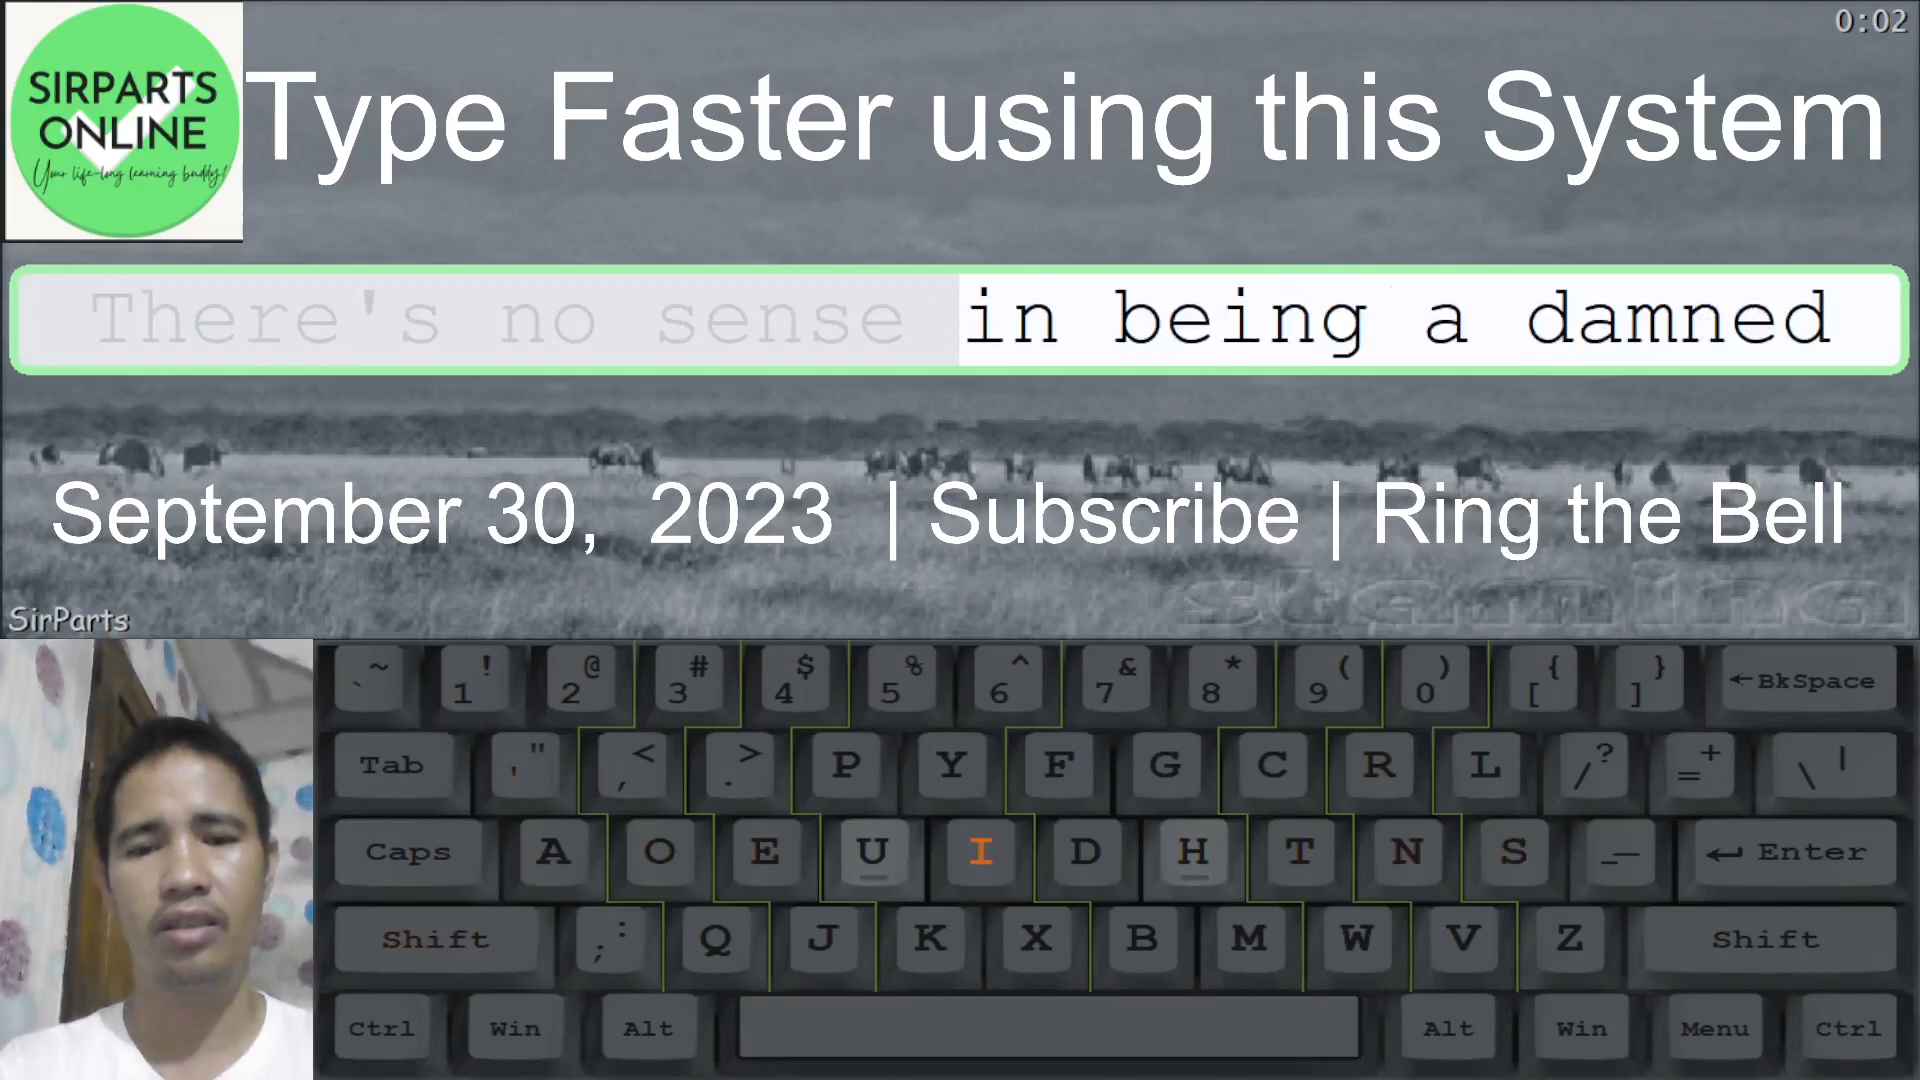 0:02
SIRPARTS
ONLINE
Your life-long learning buddy!
Type Faster using this System
There's no sense in being a damned
September 30, 2023 | Subscribe | Ring the Bell
stamina
SirParts
~ ` ! 1 @ 2 # 3 $ 4 % 5 ^ 6 & 7 * 8 ( 9 ) 0 { [ } ] ←BkSpace
Tab " ' < , > . P Y F G C R L ? / + = | \
Caps A O E U I D H T N S _ – Enter
Shift : ; Q J K X B M W V Z Shift
Ctrl Win Alt Alt Win Menu Ctrl